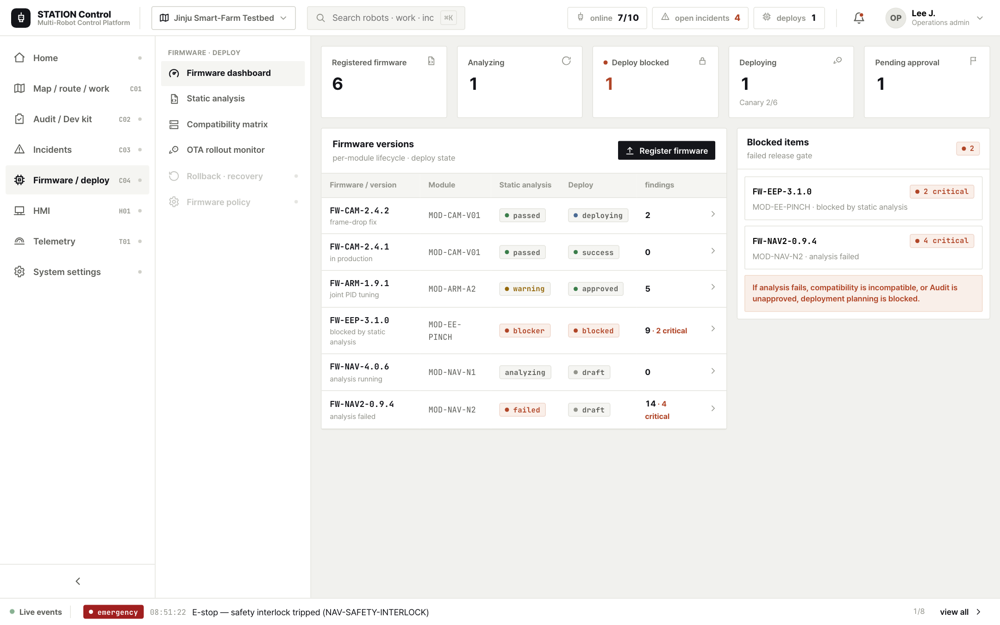 STATION Control
Multi-Robot Control Platform
Jinju Smart-Farm Testbed
Search robots · work · inc
⌘K
online 7/10
open incidents 4
deploys 1
OP
Lee J.
Operations admin
Home
Map / route / work C01
Audit / Dev kit C02
Incidents C03
Firmware / deploy C04
HMI H01
Telemetry T01
System settings
FIRMWARE · DEPLOY
Firmware dashboard
Static analysis
Compatibility matrix
OTA rollout monitor
Rollback · recovery
Firmware policy
Registered firmware
6
Analyzing
1
Deploy blocked
1
Deploying
1
Canary 2/6
Pending approval
1
Firmware versions
per-module lifecycle · deploy state
Register firmware
Firmware / version Module Static analysis Deploy findings
FW-CAM-2.4.2
frame-drop fix
MOD-CAM-V01 passed deploying 2
FW-CAM-2.4.1
in production
MOD-CAM-V01 passed success 0
FW-ARM-1.9.1
joint PID tuning
MOD-ARM-A2 warning approved 5
FW-EEP-3.1.0
blocked by static
analysis
MOD-EE-
PINCH
blocker blocked 9 · 2 critical
FW-NAV-4.0.6
analysis running
MOD-NAV-N1 analyzing draft 0
FW-NAV2-0.9.4
analysis failed
MOD-NAV-N2 failed draft
14 · 4
critical
Blocked items
failed release gate
2
FW-EEP-3.1.0 2 critical
MOD-EE-PINCH · blocked by static analysis
FW-NAV2-0.9.4 4 critical
MOD-NAV-N2 · analysis failed
If analysis fails, compatibility is incompatible, or Audit is
unapproved, deployment planning is blocked.
Live events
emergency 08:51:22 E-stop — safety interlock tripped (NAV-SAFETY-INTERLOCK)
1/8
view all